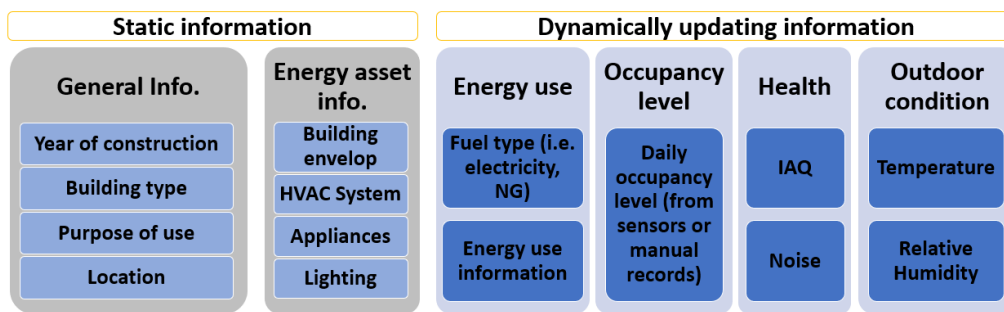 Static information
Dynamically updating information
General Info.
Year of construction
Building type
Purpose of use
Location
Energy asset
info.
Building
envelop
HVAC System
Appliances
Lighting
Energy use
Fuel type (i.e.
electricity,
NG)
Energy use
information
Occupancy
level
Daily
occupancy
level (from
sensors or
manual
records)
Health
IAQ
Noise
Outdoor
condition
Temperature
Relative
Humidity